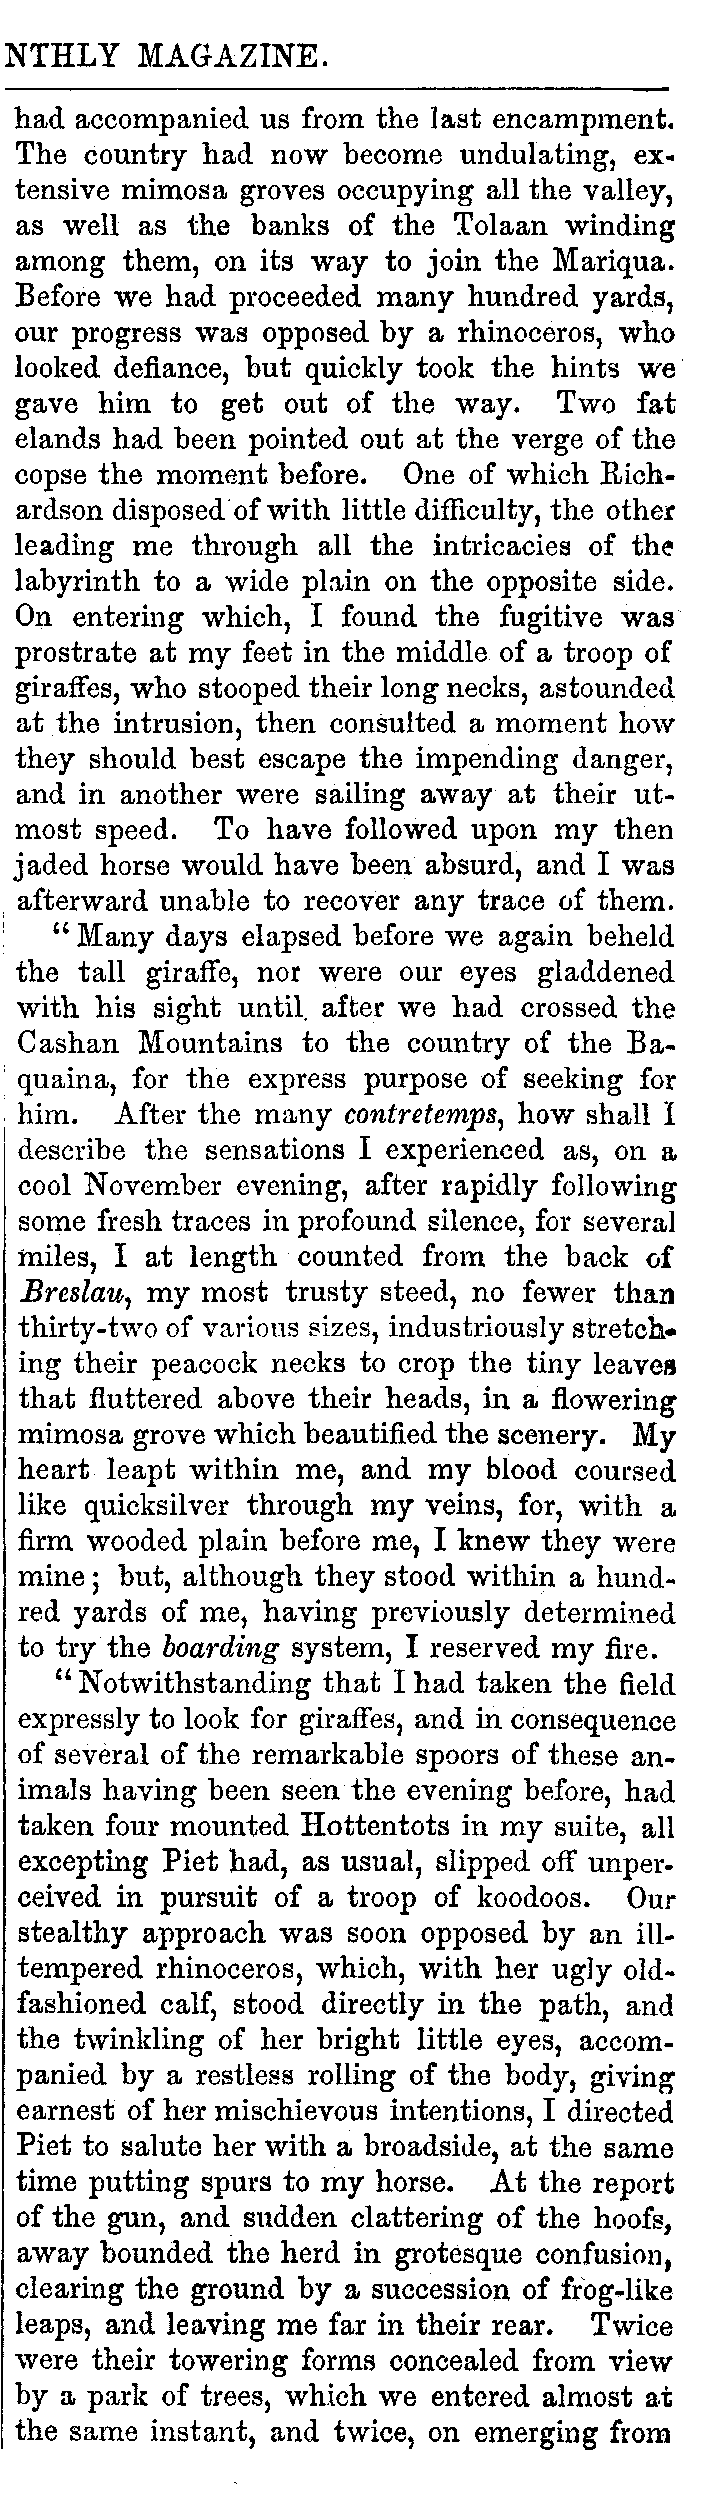 NTHLY MAGAZINE.
had accompanied us from the last encampment.
The country had now become undulating, ex-
tensive mimosa groves occupying all the valley,
as well as the banks of the Tolaan winding
among them, on its way to join the Mariqua.
Before we had proceeded many hundred yards,
our progress was opposed by a rhinoceros, who
looked defiance, but quickly took the hints we
gave him to get out of the way. Two fat
elands had been pointed out at the verge of the
copse the moment before. One of which Rich-
ardson disposed of with little difficulty, the other
leading me through all the intricacies of the
labyrinth to a wide plain on the opposite side.
On entering which, I found the fugitive was
prostrate at my feet in the middle of a troop of
giraffes, who stooped their long necks, astounded
at the intrusion, then consulted a moment how
they should best escape the impending danger,
and in another were sailing away at their ut-
most speed. To have followed upon my then
jaded horse would have been absurd, and I was
afterward unable to recover any trace of them.
"Many days elapsed before we again beheld
the tall giraffe, nor were our eyes gladdened
with his sight until after we had crossed the
Cashan Mountains to the country of the Ba-
quaina, for the express purpose of seeking for
him. After the many contretemps, how shall I
describe the sensations I experienced as, on a
cool November evening, after rapidly following
some fresh traces in profound silence, for several
miles, I at length counted from the back of
Breslau, my most trusty steed, no fewer than
thirty-two of various sizes, industriously stretch-
ing their peacock necks to crop the tiny leaves
that fluttered above their heads, in a flowering
mimosa grove which beautified the scenery. My
heart leapt within me, and my blood coursed
like quicksilver through my veins, for, with a
firm wooded plain before me, I knew they were
mine; but, although they stood within a hund-
red yards of me, having previously determined
to try the boarding system, I reserved my fire.
"Notwithstanding that I had taken the field
expressly to look for giraffes, and in consequence
of several of the remarkable spoors of these an-
imals having been seen the evening before, had
taken four mounted Hottentots in my suite, all
excepting Piet had, as usual, slipped off unper-
ceived in pursuit of a troop of koodoos. Our
stealthy approach was soon opposed by an ill-
tempered rhinoceros, which, with her ugly old-
fashioned calf, stood directly in the path, and
the twinkling of her bright little eyes, accom-
panied by a restless rolling of the body, giving
earnest of her mischievous intentions, I directed
Piet to salute her with a broadside, at the same
time putting spurs to my horse. At the report
of the gun, and sudden clattering of the hoofs,
away bounded the herd in grotesque confusion,
clearing the ground by a succession of frog-like
leaps, and leaving me far in their rear. Twice
were their towering forms concealed from view
by a park of trees, which we entered almost at
the same instant, and twice, on emerging from